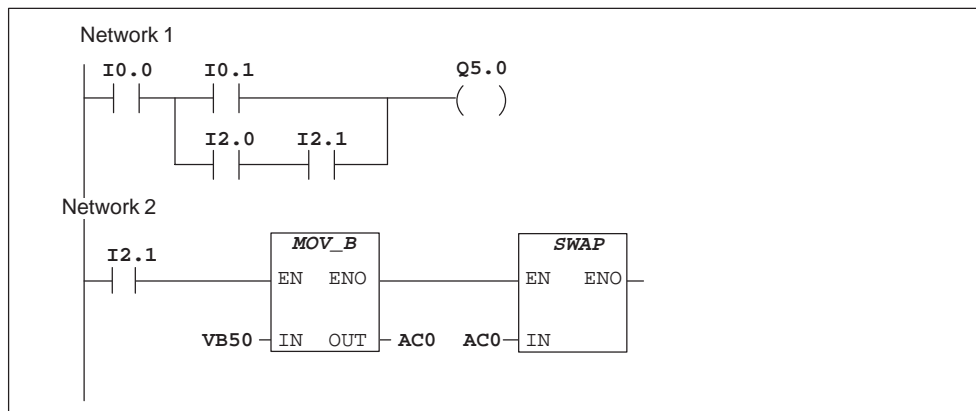 Network 1
I0.0 I0.1 Q5.0
I2.0 I2.1
Network 2
I2.1 MOV_B SWAP
EN ENO EN ENO
VB50 IN OUT AC0 AC0 IN